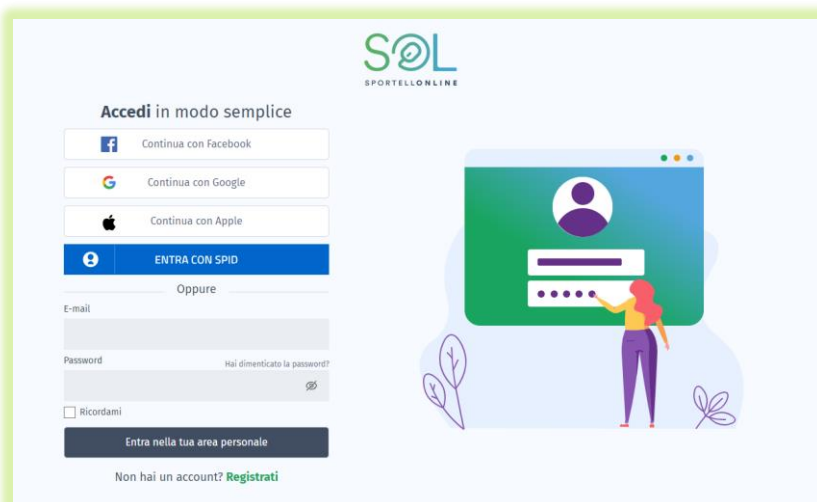 SOL
SPORTELLONLINE
Accedi in modo semplice
Continua con Facebook
Continua con Google
Continua con Apple
ENTRA CON SPID
Oppure
E-mail
Password
Hai dimenticato la password?
Ricordami
Entra nella tua area personale
Non hai un account? Registrati